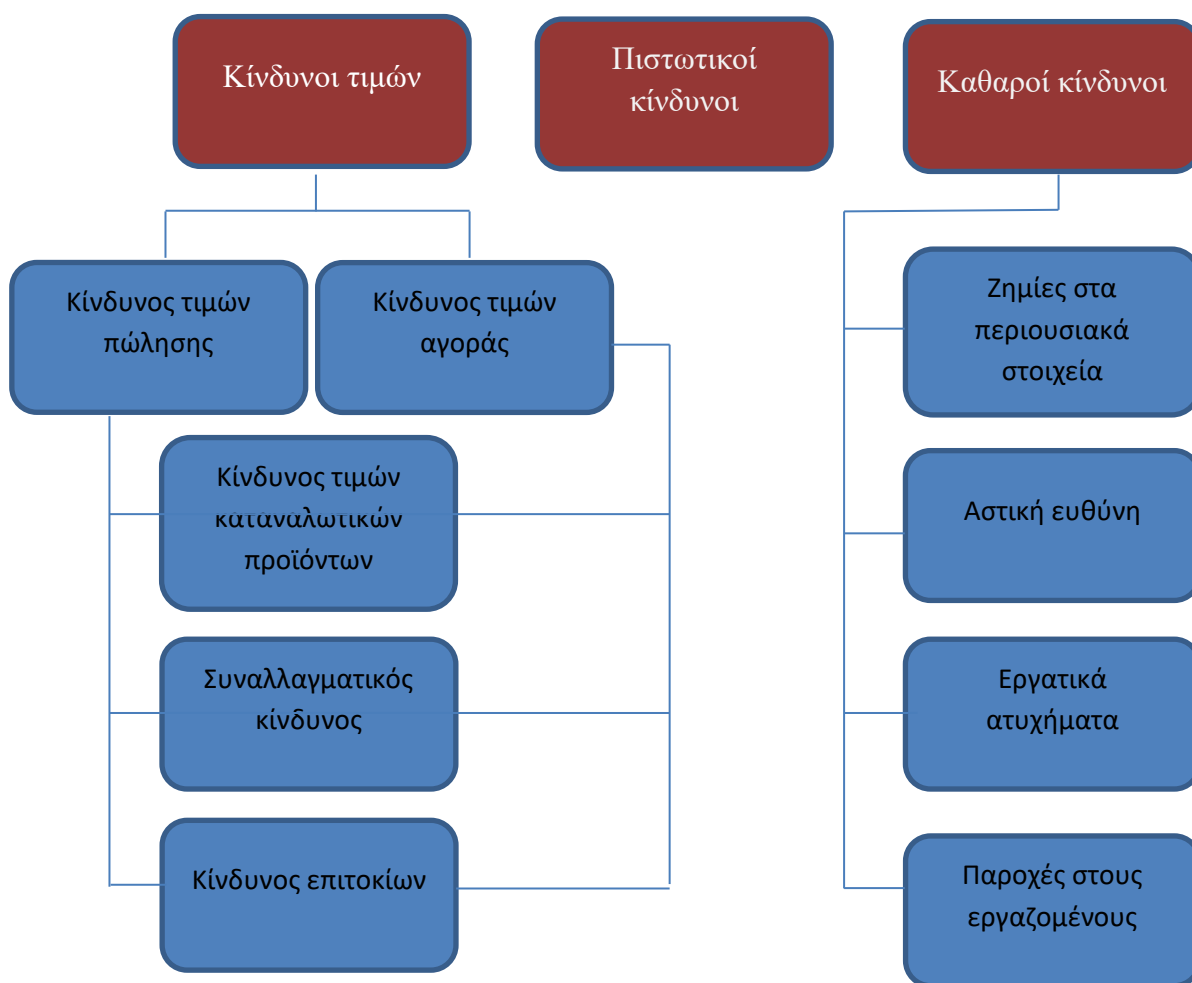 Κίνδυνοι τιμών
Πιστωτικοί
κίνδυνοι
Καθαροί κίνδυνοι
Κίνδυνος τιμών
πώλησης
Κίνδυνος τιμών
αγοράς
Κίνδυνος τιμών
καταναλωτικών
προϊόντων
Συναλλαγματικός
κίνδυνος
Κίνδυνος επιτοκίων
Ζημίες στα
περιουσιακά
στοιχεία
Αστική ευθύνη
Εργατικά
ατυχήματα
Παροχές στους
εργαζομένους